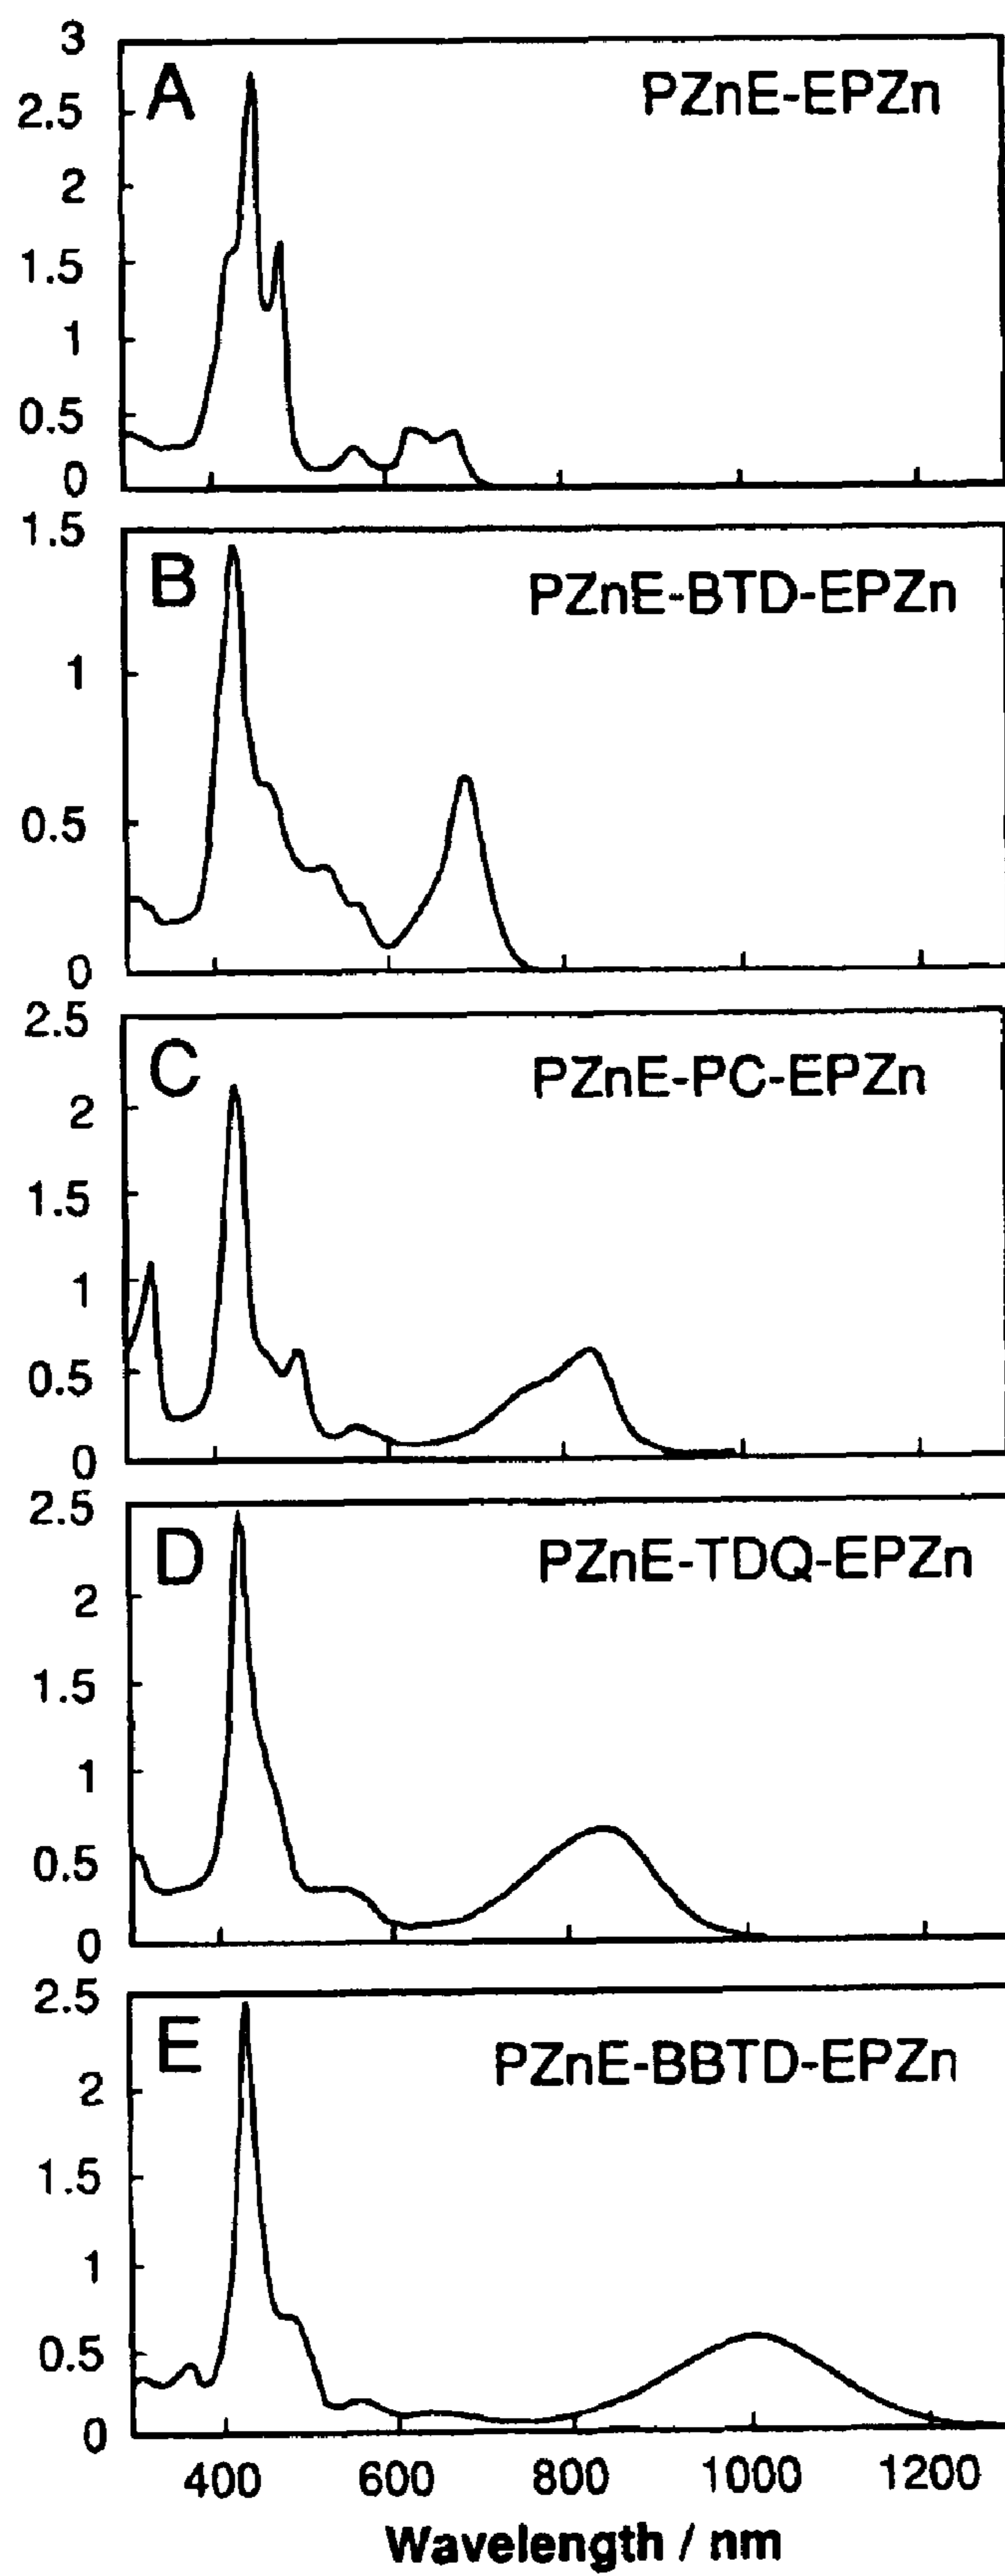 3
A
PZnE-EPZn
2.5
2
1.5
1
0.5
0
1.5
B
PZnE-BTD-EPZn
1
0.5
0
2.5
C
PZnE-PC-EPZn
2
1.5
1
0.5
0
2.5
D
PZnE-TDQ-EPZn
2
1.5
1
0.5
0
2.5
E
PZnE-BBTD-EPZn
2
1.5
1
0.5
0
400 600 800 1000 1200
Wavelength / nm